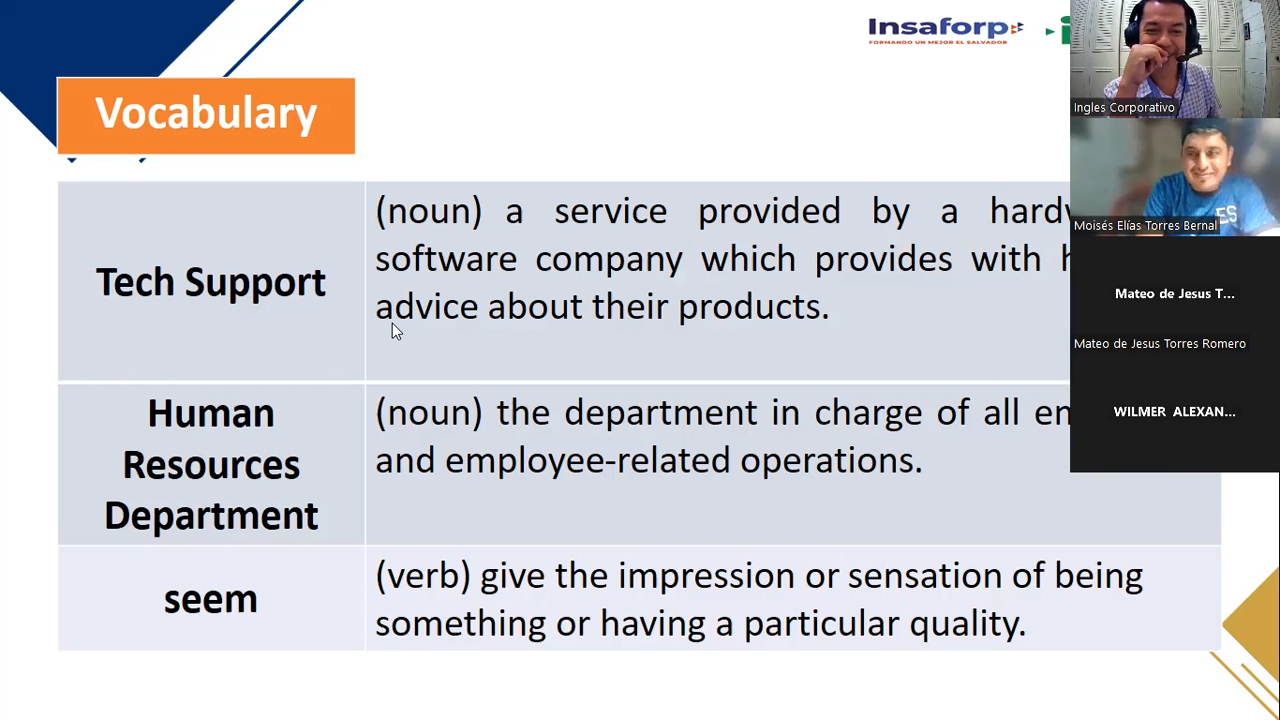 Insaforp
FORMANDO UN MEJOR EL SALVADOR
Vocabulary
Tech Support
(noun) a service provided by a
software company which provides with
advice about their products.
Human
Resources
Department
(noun) the department in charge of all
and employee-related operations.
seem
(verb) give the impression or sensation of being
something or having a particular quality.
Ingles Corporativo
Moisés Elías Torres Bernal
Mateo de Jesus T...
Mateo de Jesus Torres Romero
WILMER ALEXAN...